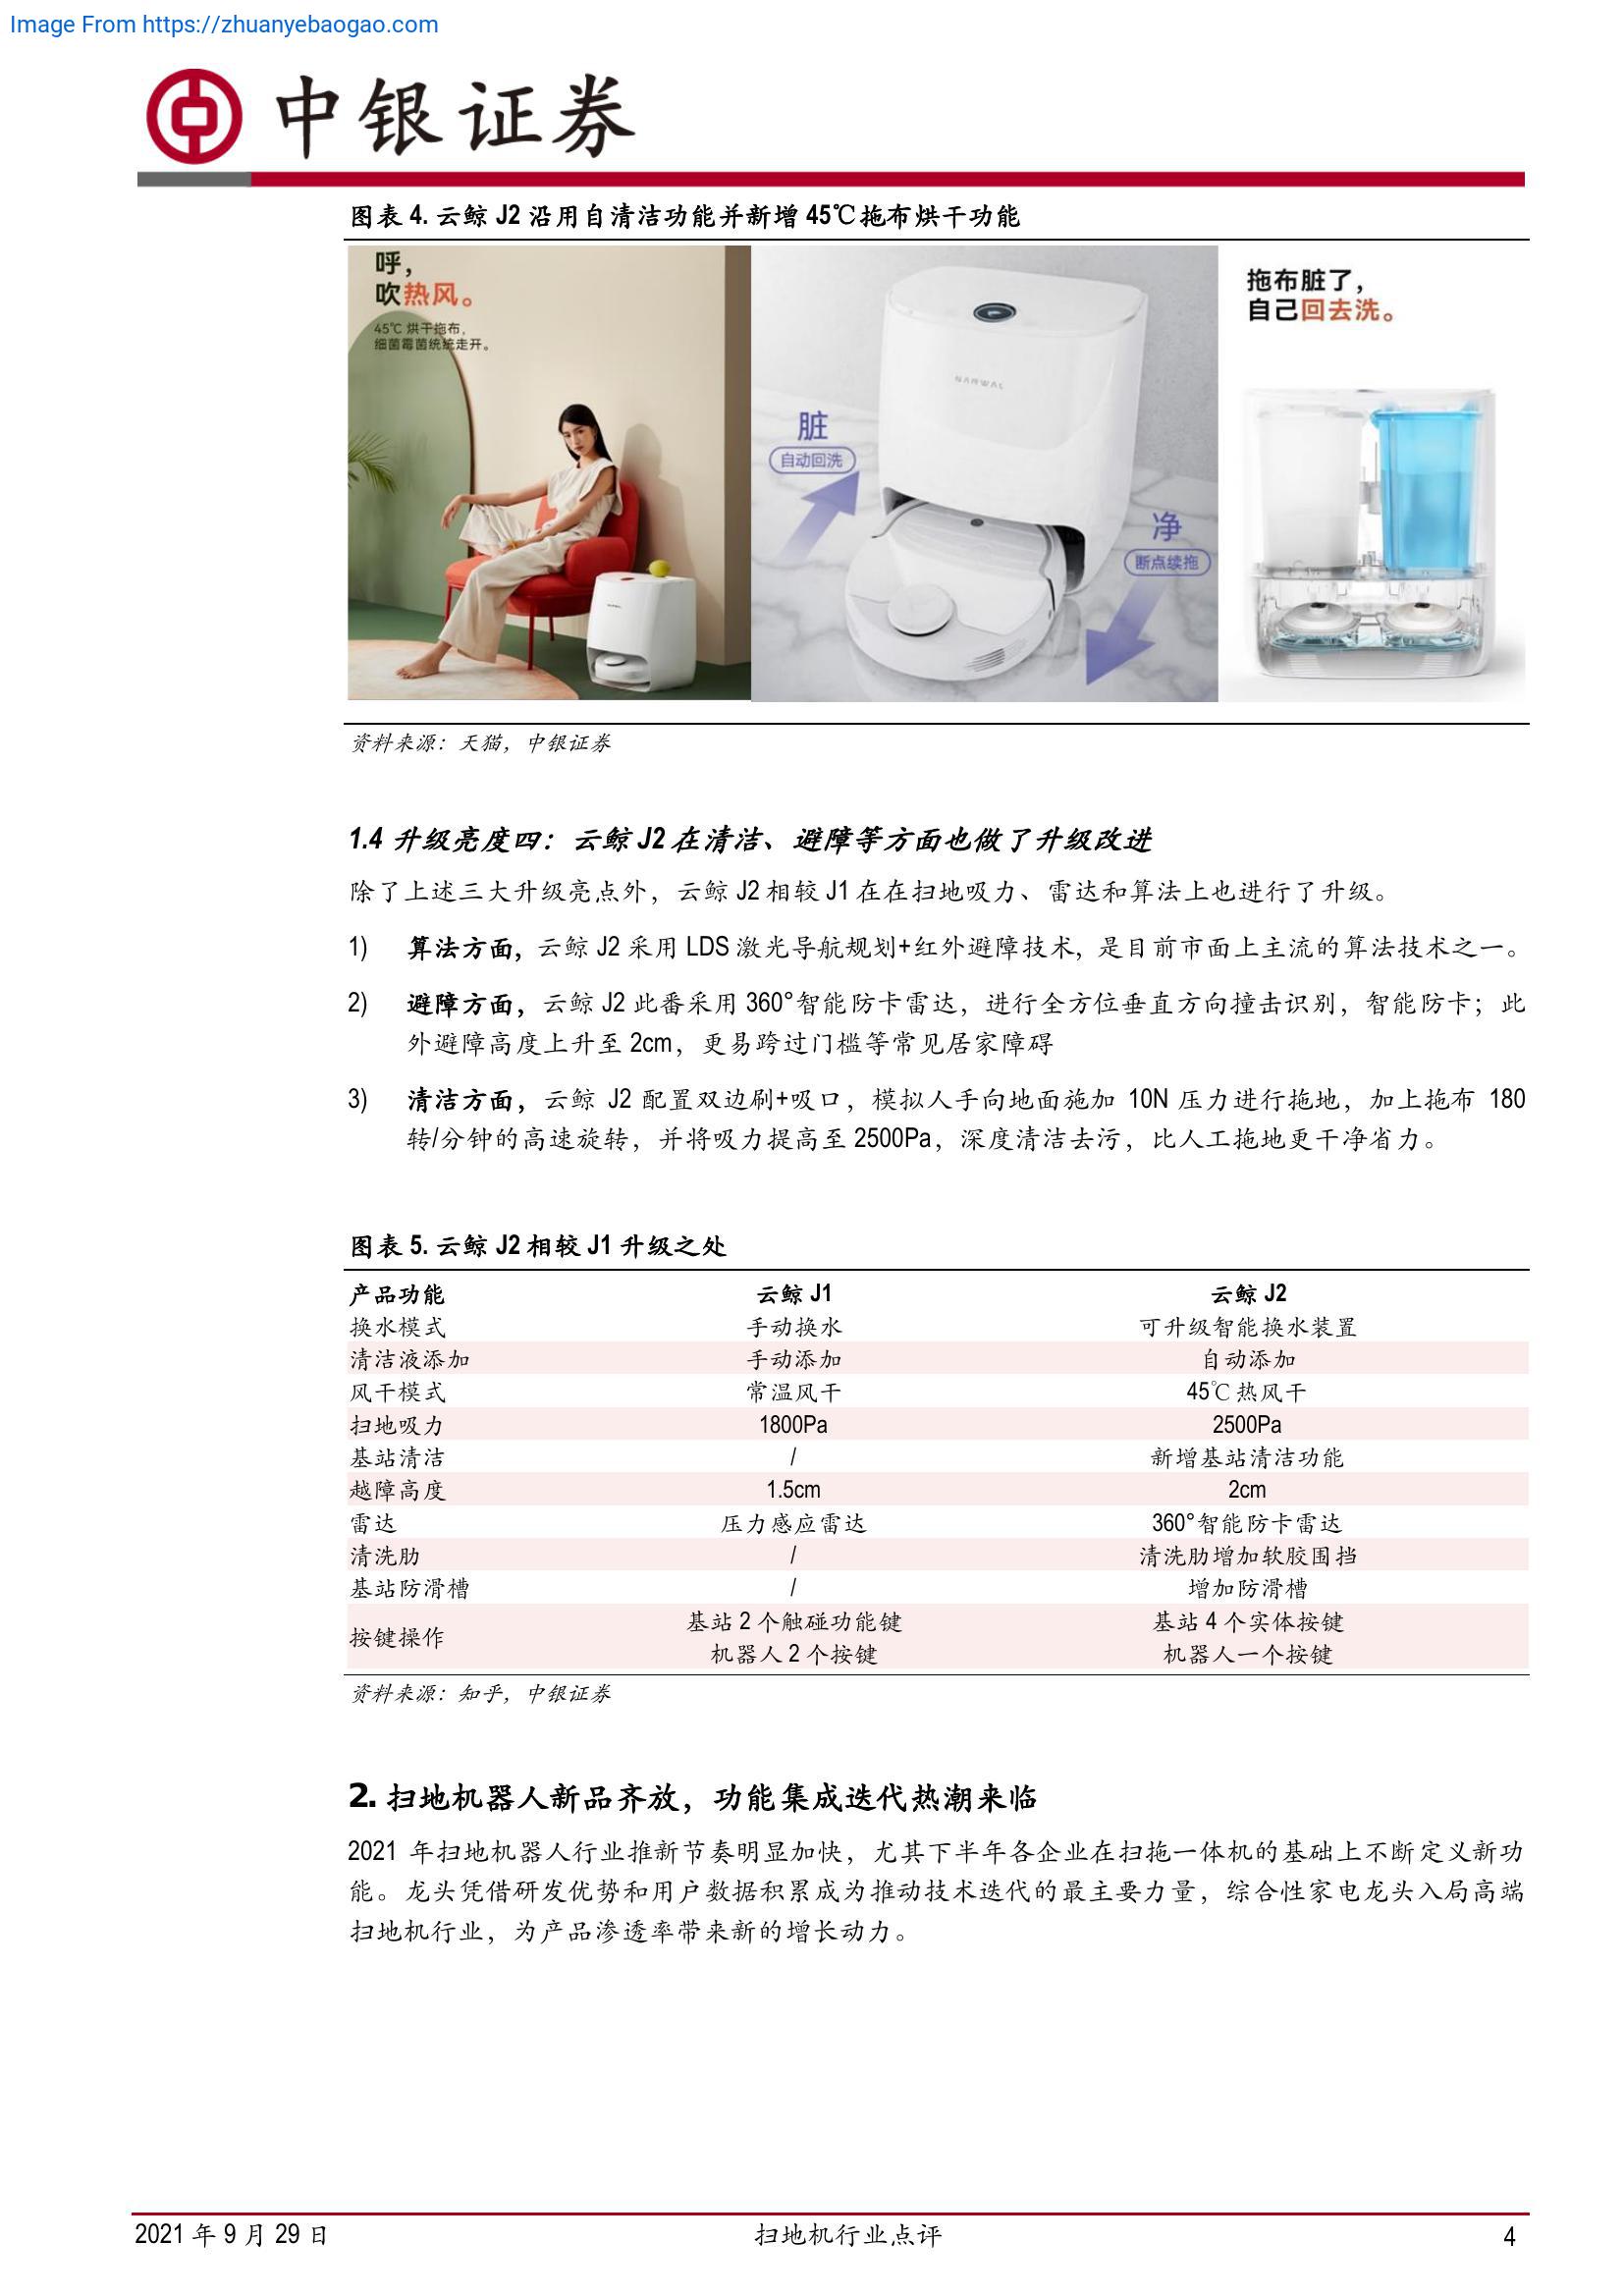 Image From https://zhuanyebaogao.com
中银证券
图表 4. 云鲸 J2 沿用自清洁功能并新增 45℃拖布烘干功能
呼，
吹热风。
45℃ 烘干拖布，
细菌霉菌统统走开。
NARWAL
脏
自动回洗
净
断点续拖
拖布脏了，
自己回去洗。
资料来源：天猫，中银证券
1.4 升级亮度四：云鲸 J2 在清洁、避障等方面也做了升级改进
除了上述三大升级亮点外，云鲸 J2 相较 J1 在在扫地吸力、雷达和算法上也进行了升级。
1) 算法方面，云鲸 J2 采用 LDS 激光导航规划+红外避障技术，是目前市面上主流的算法技术之一。
2) 避障方面，云鲸 J2 此番采用 360°智能防卡雷达，进行全方位垂直方向撞击识别，智能防卡；此
外避障高度上升至 2cm，更易跨过门槛等常见居家障碍
3) 清洁方面，云鲸 J2 配置双边刷+吸口，模拟人手向地面施加 10N 压力进行拖地，加上拖布 180
转/分钟的高速旋转，并将吸力提高至 2500Pa，深度清洁去污，比人工拖地更干净省力。
图表 5. 云鲸 J2 相较 J1 升级之处
产品功能 云鲸 J1 云鲸 J2
换水模式 手动换水 可升级智能换水装置
清洁液添加 手动添加 自动添加
风干模式 常温风干 45℃热风干
扫地吸力 1800Pa 2500Pa
基站清洁 / 新增基站清洁功能
越障高度 1.5cm 2cm
雷达 压力感应雷达 360°智能防卡雷达
清洗肋 / 清洗肋增加软胶围挡
基站防滑槽 / 增加防滑槽
按键操作 基站 2 个触碰功能键 基站 4 个实体按键
机器人 2 个按键 机器人一个按键
资料来源：知乎，中银证券
2. 扫地机器人新品齐放，功能集成迭代热潮来临
2021 年扫地机器人行业推新节奏明显加快，尤其下半年各企业在扫拖一体机的基础上不断定义新功
能。龙头凭借研发优势和用户数据积累成为推动技术迭代的最主要力量，综合性家电龙头入局高端
扫地机行业，为产品渗透率带来新的增长动力。
2021 年 9 月 29 日 扫地机行业点评 4